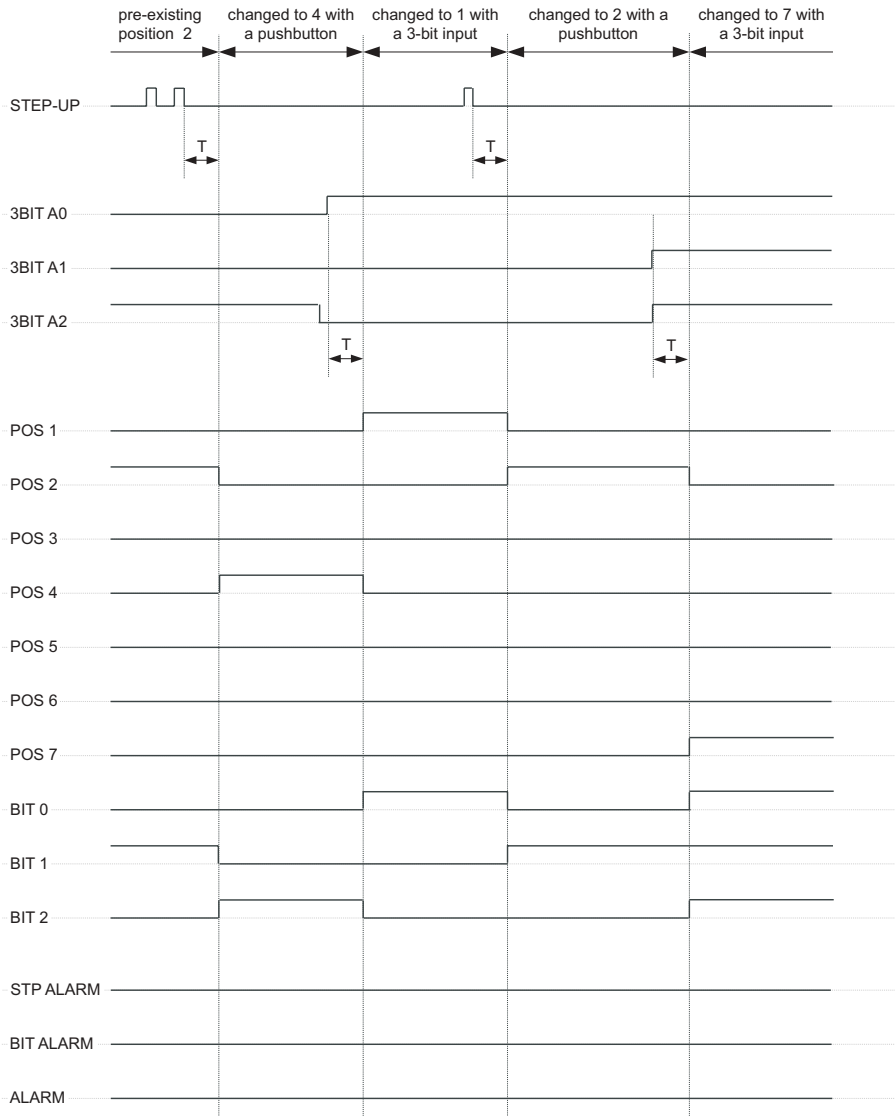 pre-existing
position 2
changed to 4 with
a pushbutton
changed to 1 with
a 3-bit input
changed to 2 with a
pushbutton
changed to 7 with
a 3-bit input
STEP-UP
T
T
3BIT A0
3BIT A1
3BIT A2
T
T
POS 1
POS 2
POS 3
POS 4
POS 5
POS 6
POS 7
BIT 0
BIT 1
BIT 2
STP ALARM
BIT ALARM
ALARM